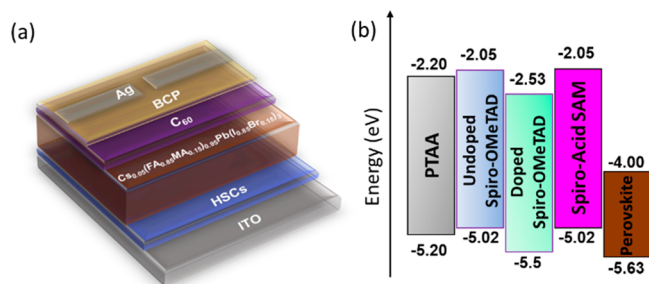 (a)
Ag
BCP
C₆₀
Cs₀.₀₅(FA₀.₈₅MA₀.₁₅)₀.₉₅Pb(I₀.₈₅Br₀.₁₅)₃
HSCs
ITO
(b)
Energy (eV)
-2.20
-2.05
-2.53
-2.05
-4.00
PTAA
Undoped
Spiro-OMeTAD
Doped
Spiro-OMeTAD
Spiro-Acid SAM
Perovskite
-5.20
-5.02
-5.5
-5.02
-5.63